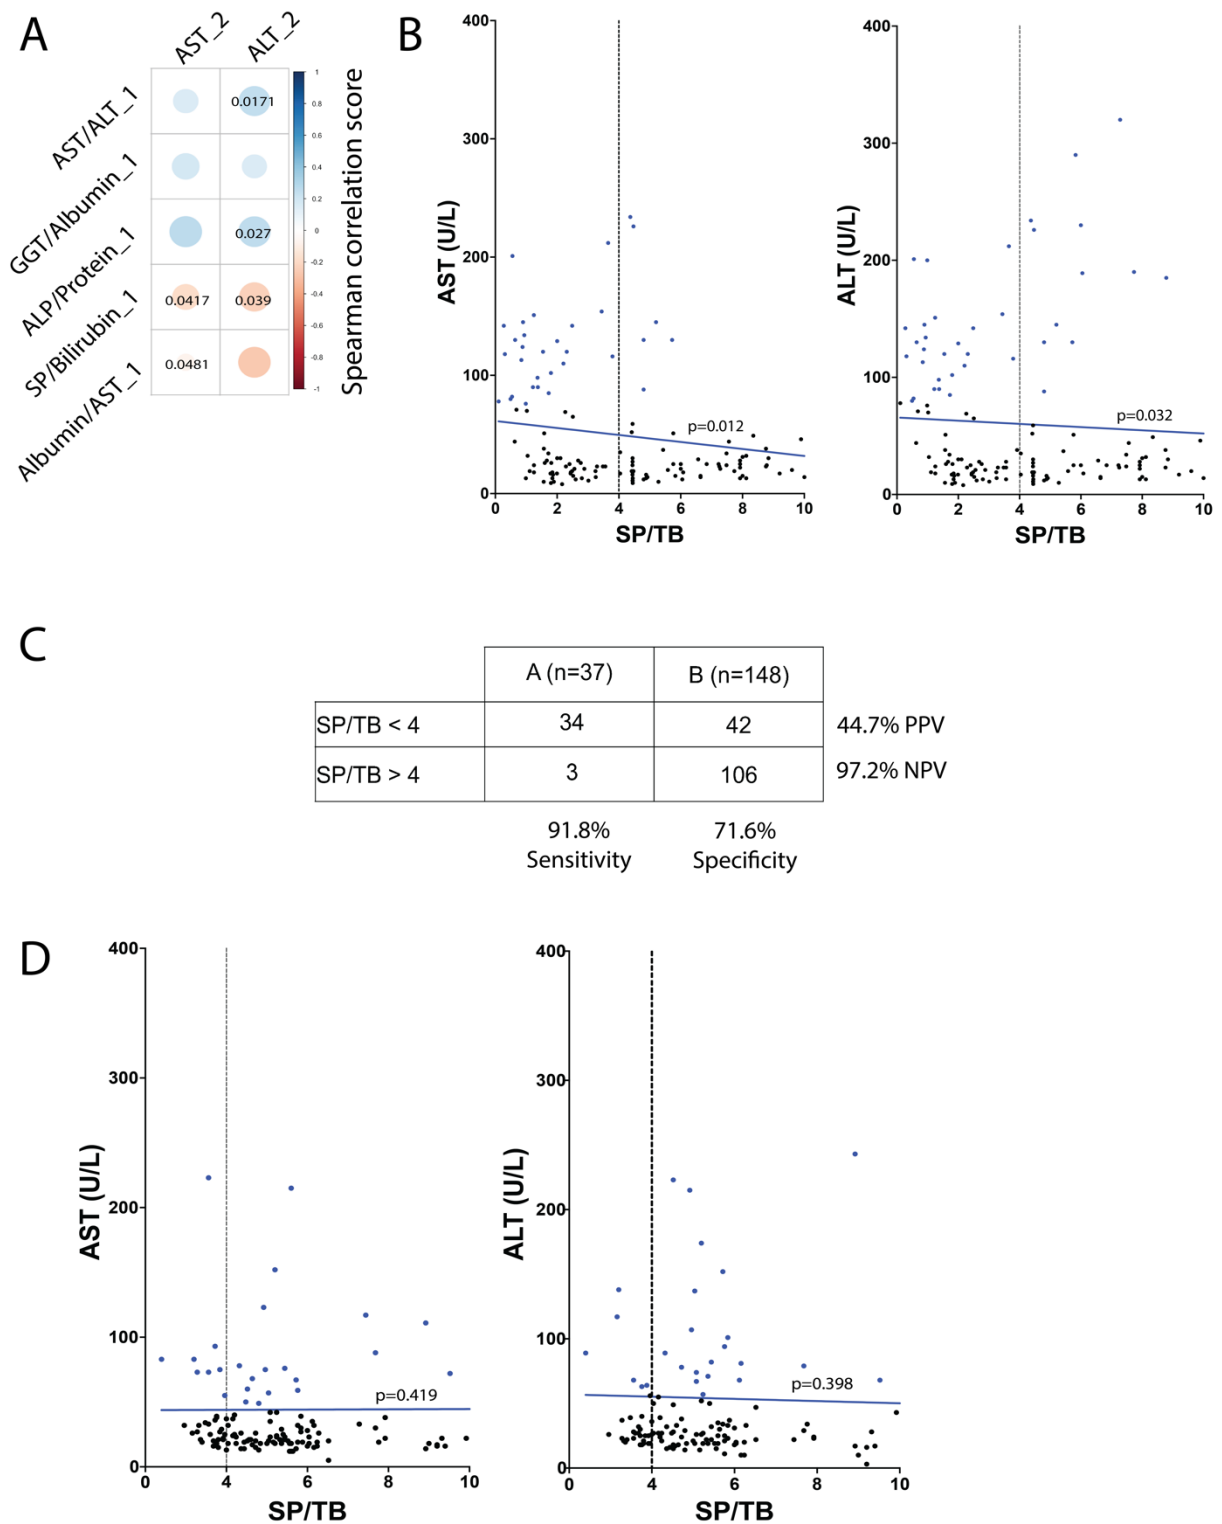 A
AST_2
ALT_2
AST/ALT_1
GGT/Albumin_1
ALP/Protein_1
SP/Bilirubin_1
Albumin/AST_1
0.0171
0.027
0.0417
0.039
0.0481
1
0.8
0.6
0.4
0.2
0
-0.2
-0.4
-0.6
-0.8
-1
Spearman correlation score
B
400
300
200
100
0
AST (U/L)
p=0.012
0 2 4 6 8 10
SP/TB
400
300
200
100
0
ALT (U/L)
p=0.032
0 2 4 6 8 10
SP/TB
C
A (n=37) B (n=148)
SP/TB < 4 34 42 44.7% PPV
SP/TB > 4 3 106 97.2% NPV
91.8% 71.6%
Sensitivity Specificity
D
400
300
200
100
0
AST (U/L)
p=0.419
0 4 6 8 10
SP/TB
400
300
200
100
0
ALT (U/L)
p=0.398
0 4 6 8 10
SP/TB